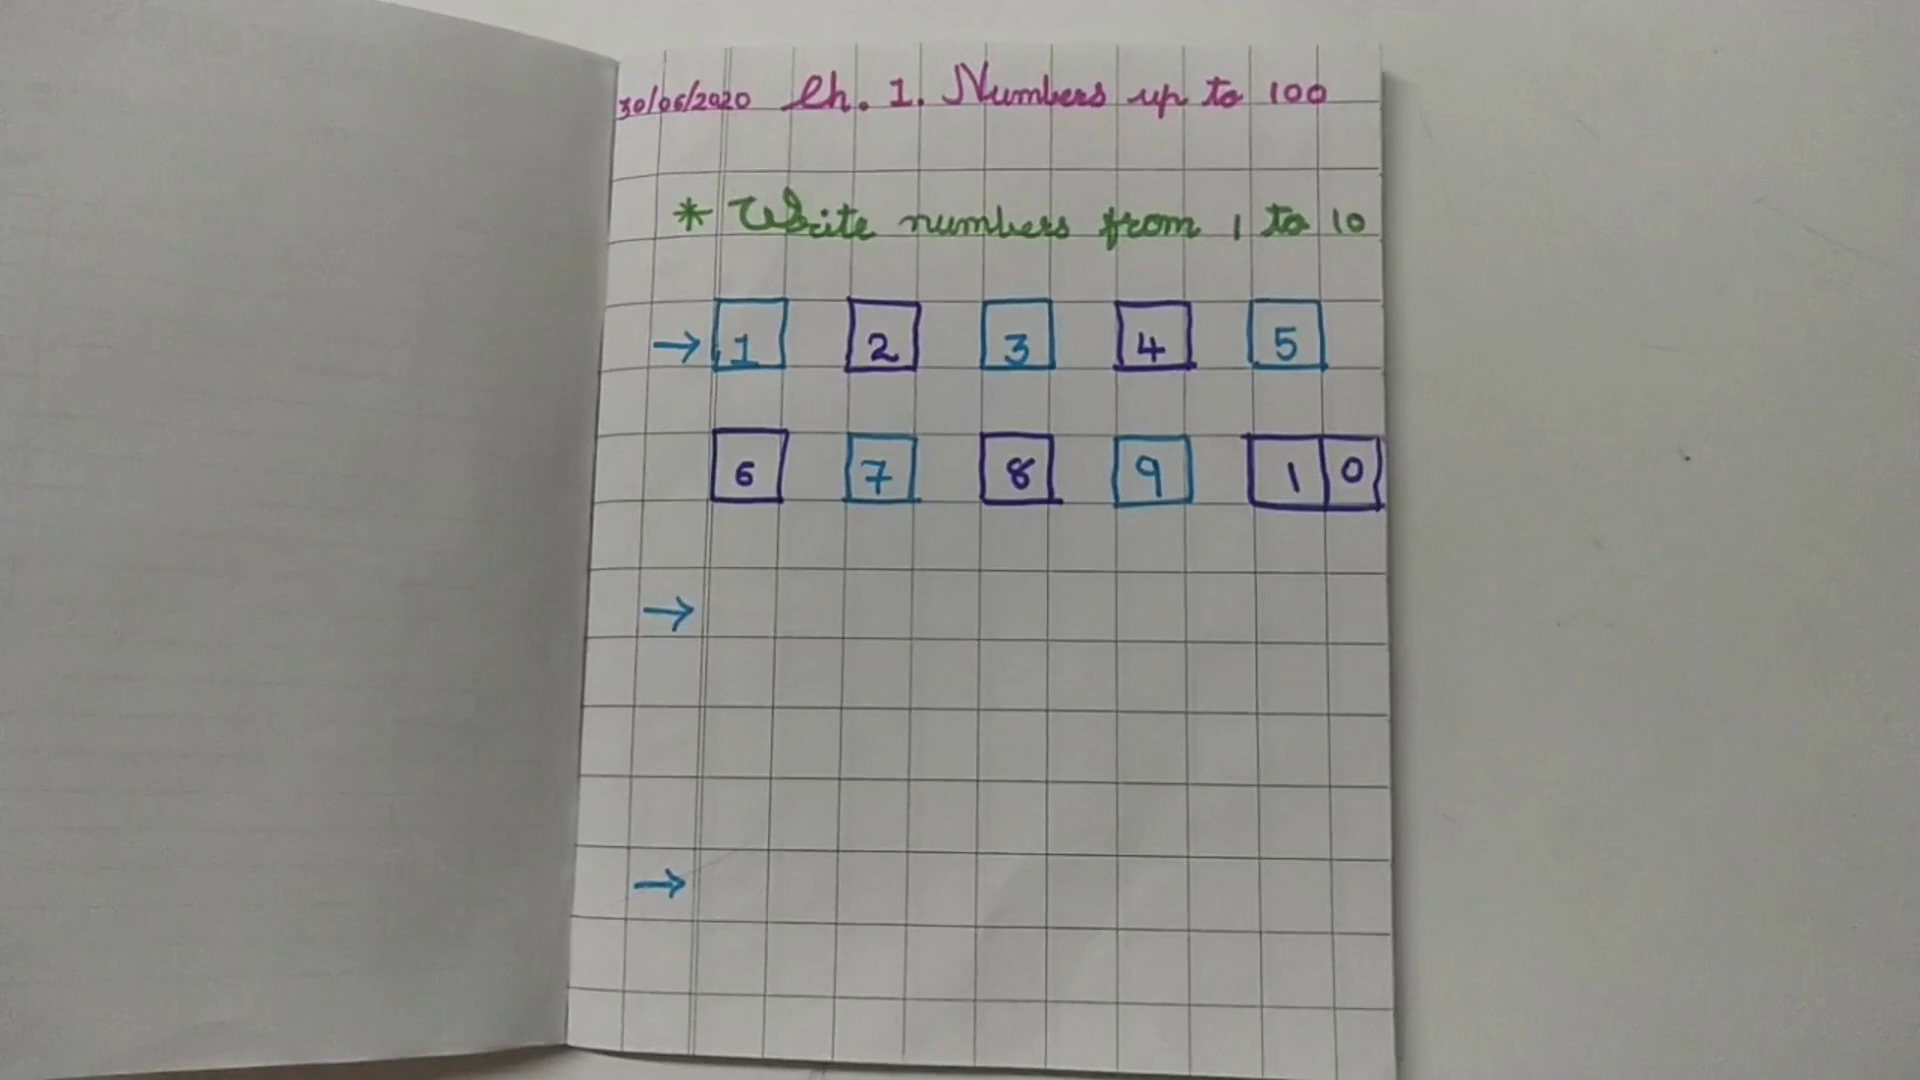 30/06/2020 Ch. 1. Numbers up to 100
* Write numbers from 1 to 10
→ 1 2 3 4 5
6 7 8 9 10
→
→